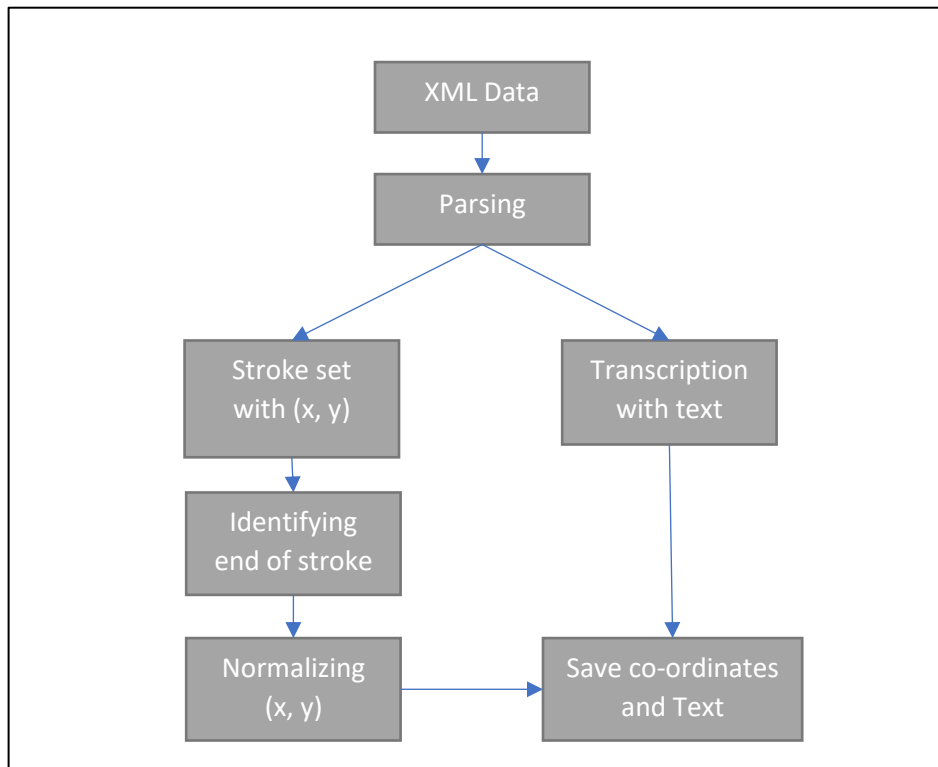 XML Data
Parsing
Stroke set
with (x, y)
Transcription
with text
Identifying
end of stroke
Normalizing
(x, y)
Save co-ordinates
and Text